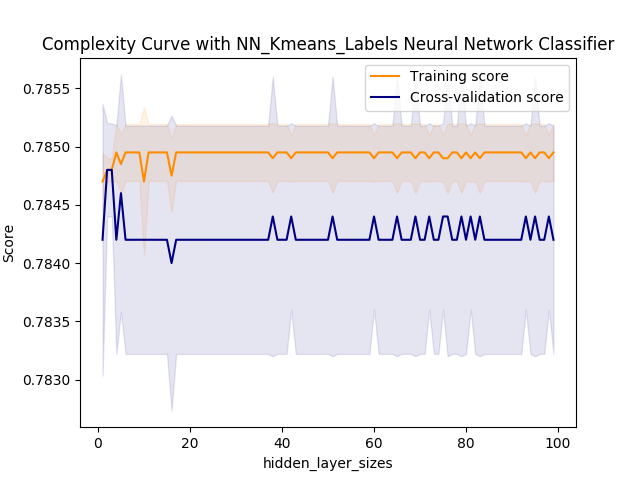 Complexity Curve with NN_Kmeans_Labels Neural Network Classifier
Training score
Cross-validation score
Score
0.7855
0.7850
0.7845
0.7840
0.7835
0.7830
0 20 40 60 80 100
hidden_layer_sizes